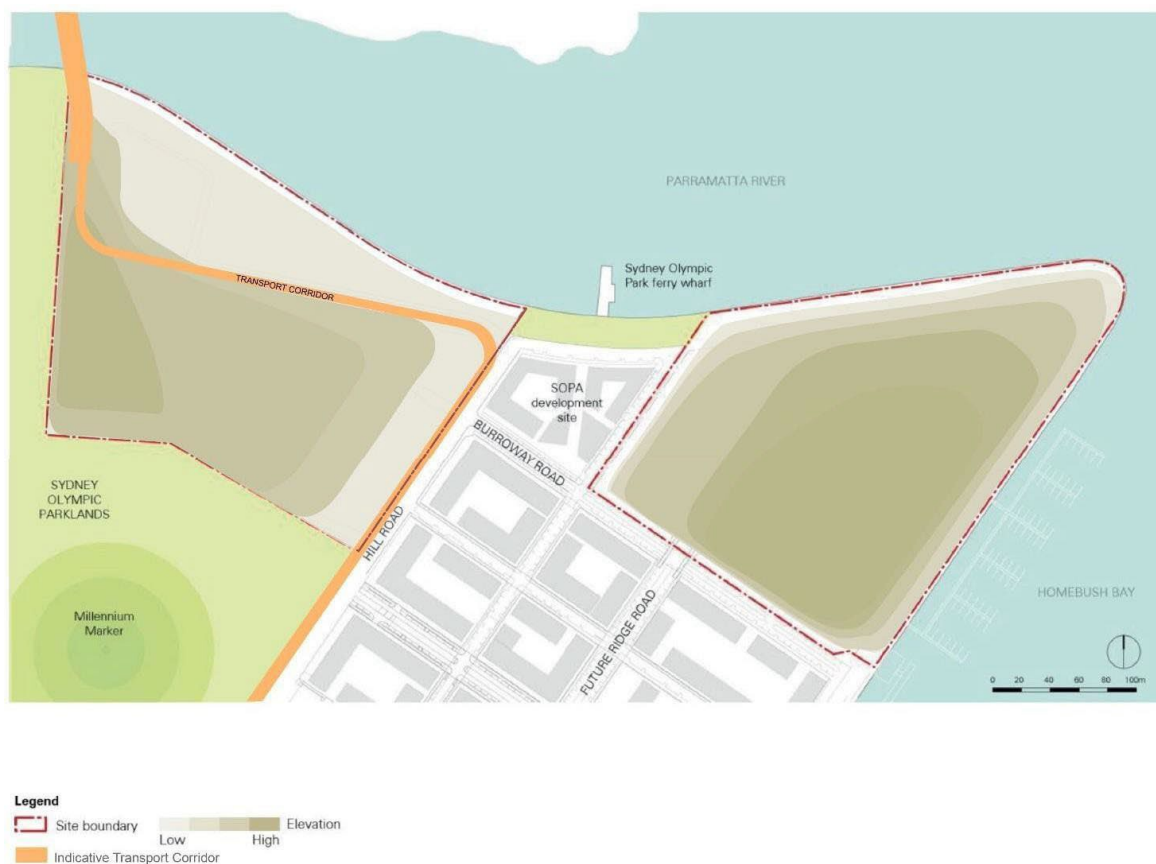 PARRAMATTA RIVER
Sydney Olympic
Park ferry wharf
TRANSPORT CORRIDOR
SOPA
development
site
BURROWAY ROAD
SYDNEY
OLYMPIC
PARKLANDS
HILL ROAD
HOMEBUSH BAY
Millennium
Marker
FUTURE RIDGE ROAD
0 20 40 60 80 100m
Legend
Site boundary
Elevation
Low High
Indicative Transport Corridor